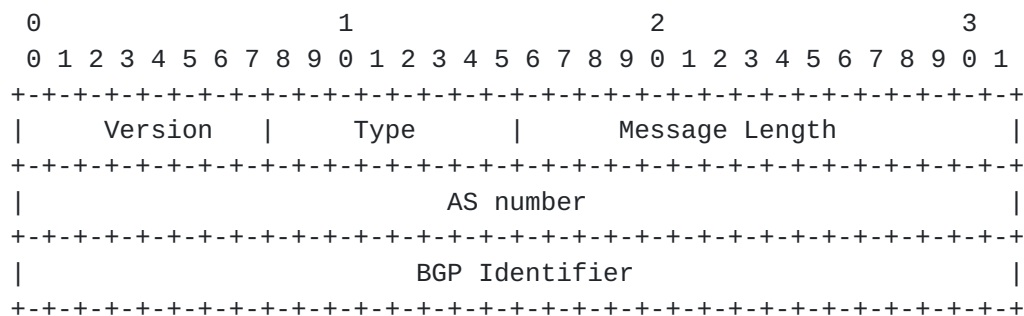 0                   1                   2                   3
 0 1 2 3 4 5 6 7 8 9 0 1 2 3 4 5 6 7 8 9 0 1 2 3 4 5 6 7 8 9 0 1
+-+-+-+-+-+-+-+-+-+-+-+-+-+-+-+-+-+-+-+-+-+-+-+-+-+-+-+-+-+-+-+-+
|     Version   |     Type      |      Message Length           |
+-+-+-+-+-+-+-+-+-+-+-+-+-+-+-+-+-+-+-+-+-+-+-+-+-+-+-+-+-+-+-+-+
|                           AS number                           |
+-+-+-+-+-+-+-+-+-+-+-+-+-+-+-+-+-+-+-+-+-+-+-+-+-+-+-+-+-+-+-+-+
|                         BGP Identifier                        |
+-+-+-+-+-+-+-+-+-+-+-+-+-+-+-+-+-+-+-+-+-+-+-+-+-+-+-+-+-+-+-+-+